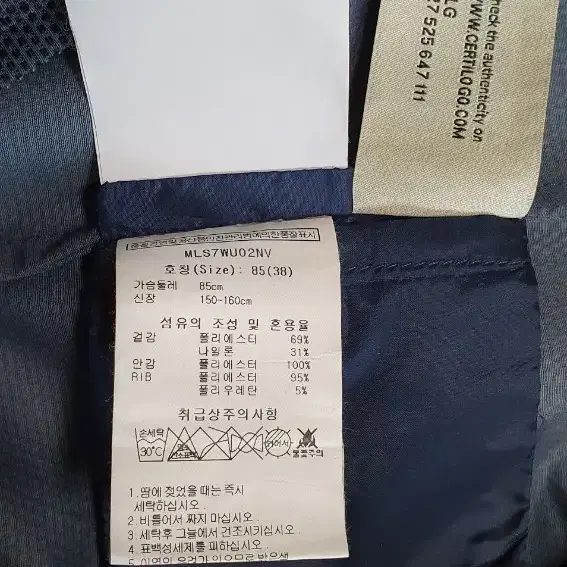 check the authenticity on
WWW.CERTILOGO.COM
LG
525 647 111
MLS7WU02NV
호칭(Size): 85(38)
가슴둘레 85cm
신장 150-160cm
섬유의 조성 및 혼용율
겉감 폴리에스터 69%
나일론 31%
안감 폴리에스터 100%
RIB 폴리에스터 95%
폴리우레탄 5%
취급상주의사항
손세탁
30°C
1.땀에 젖었을 때는 즉시
세탁하십시오.
2.비틀어서 짜지 마십시오.
3.세탁후 그늘에 건조시키십시오.
4.표백성세제를 피하십시오.